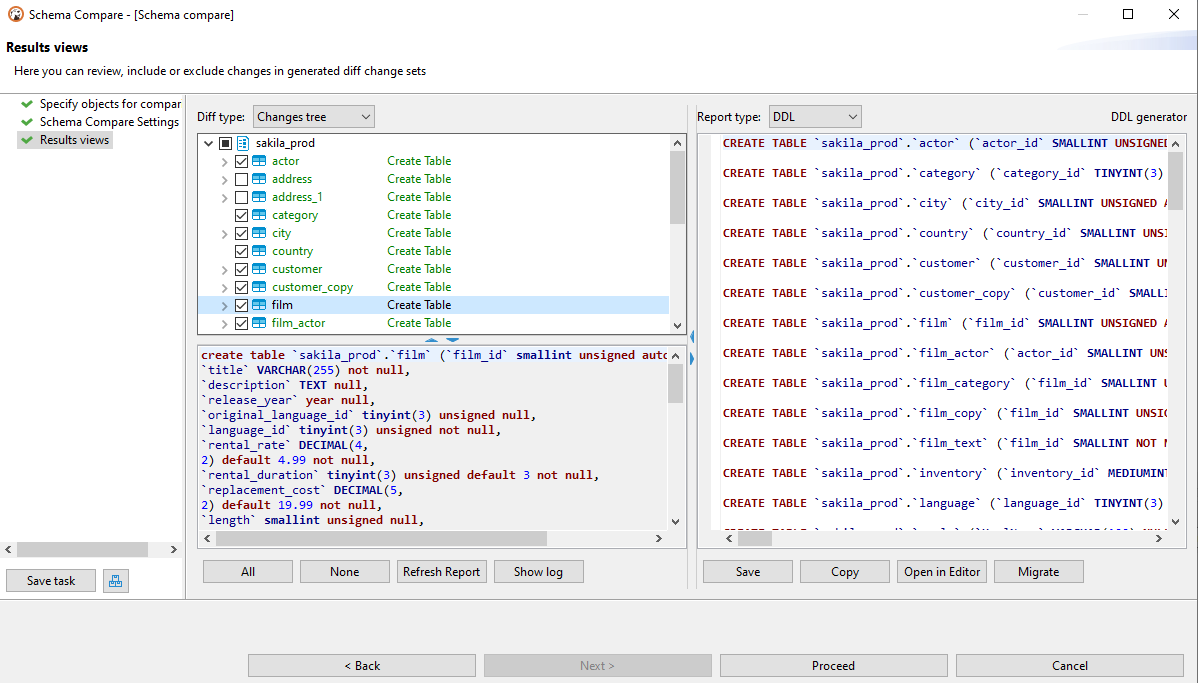 Schema Compare - [Schema compare]
Results views
Here you can review, include or exclude changes in generated diff change sets
Specify objects for compar
Schema Compare Settings
Results views
Save task
Diff type:
Changes tree
sakila_prod
actor Create Table
address Create Table
address_1 Create Table
category Create Table
city Create Table
country Create Table
customer Create Table
customer_copy Create Table
film Create Table
film_actor Create Table
create table `sakila_prod`.`film` (`film_id` smallint unsigned auto
`title` VARCHAR(255) not null,
`description` TEXT null,
`release_year` year null,
`original_language_id` tinyint(3) unsigned null,
`language_id` tinyint(3) unsigned not null,
`rental_rate` DECIMAL(4,
2) default 4.99 not null,
`rental_duration` tinyint(3) unsigned default 3 not null,
`replacement_cost` DECIMAL(5,
2) default 19.99 not null,
`length` smallint unsigned null,
All None Refresh Report Show log
Report type: DDL DDL generator
CREATE TABLE `sakila_prod`.`actor` (`actor_id` SMALLINT UNSIGNED
CREATE TABLE `sakila_prod`.`category` (`category_id` TINYINT(3)
CREATE TABLE `sakila_prod`.`city` (`city_id` SMALLINT UNSIGNED A
CREATE TABLE `sakila_prod`.`country` (`country_id` SMALLINT UNSI
CREATE TABLE `sakila_prod`.`customer` (`customer_id` SMALLINT UN
CREATE TABLE `sakila_prod`.`customer_copy` (`customer_id` SMALLI
CREATE TABLE `sakila_prod`.`film` (`film_id` SMALLINT UNSIGNED A
CREATE TABLE `sakila_prod`.`film_actor` (`actor_id` SMALLINT UNS
CREATE TABLE `sakila_prod`.`film_category` (`film_id` SMALLINT U
CREATE TABLE `sakila_prod`.`film_copy` (`film_id` SMALLINT UNSIG
CREATE TABLE `sakila_prod`.`film_text` (`film_id` SMALLINT NOT N
CREATE TABLE `sakila_prod`.`inventory` (`inventory_id` MEDIUMINT
CREATE TABLE `sakila_prod`.`language` (`language_id` TINYINT(3)
Save Copy Open in Editor Migrate
< Back Next > Proceed Cancel